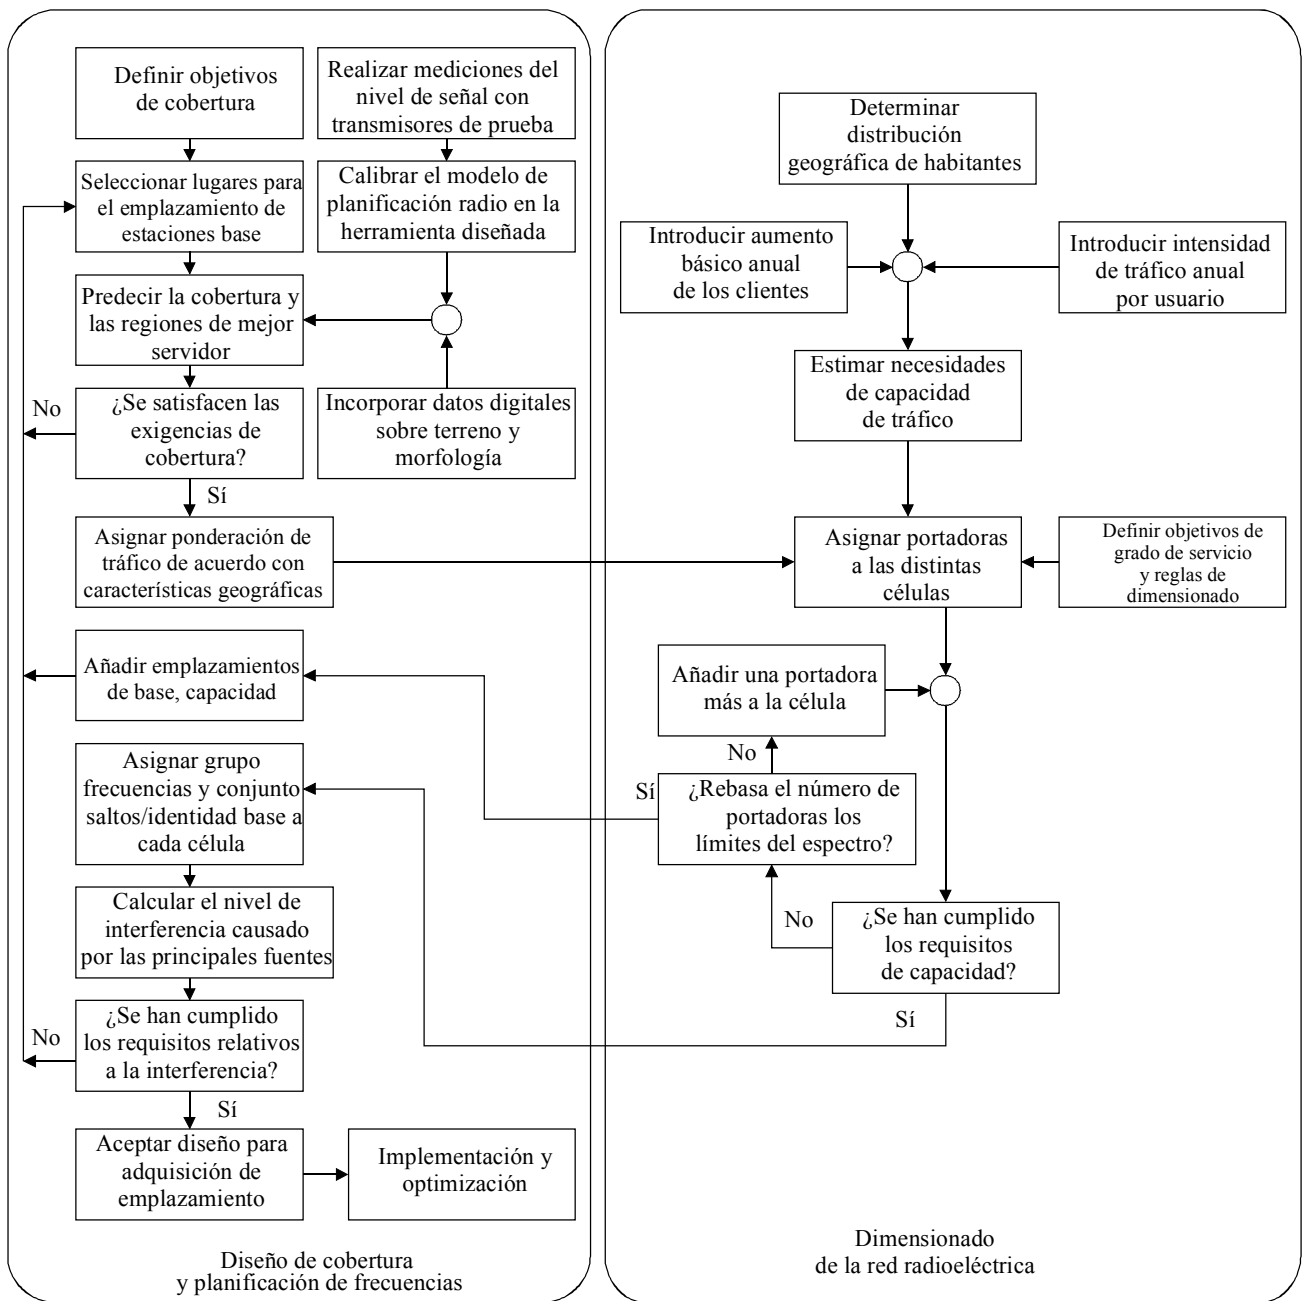 Definir objetivos
de cobertura
Realizar mediciones del
nivel de señal con
transmisores de prueba
Seleccionar lugares para
el emplazamiento de
estaciones base
Calibrar el modelo de
planificación radio en la
herramienta diseñada
Predecir la cobertura y
las regiones de mejor
servidor
No
¿Se satisfacen las
exigencias de
cobertura?
Incorporar datos digitales
sobre terreno y
morfología
Sí
Asignar ponderación de
tráfico de acuerdo con
características geográficas
Añadir emplazamientos
de base, capacidad
Asignar grupo
frecuencias y conjunto
saltos/identidad base a
cada célula
Calcular el nivel de
interferencia causado
por las principales fuentes
No
¿Se han cumplido
los requisitos relativos
a la interferencia?
Sí
Aceptar diseño para
adquisición de
emplazamiento
Implementación y
optimización
Diseño de cobertura
y planificación de frecuencias
Determinar
distribución
geográfica de habitantes
Introducir aumento
básico anual
de los clientes
Introducir intensidad
de tráfico anual
por usuario
Estimar necesidades
de capacidad
de tráfico
Asignar portadoras
a las distintas
células
Definir objetivos de
grado de servicio
y reglas de
dimensionado
Añadir una portadora
más a la célula
No
Sí
¿Rebasa el número de
portadoras los
límites del espectro?
No
¿Se han cumplido
los requisitos
de capacidad?
Sí
Dimensionado
de la red radioeléctrica